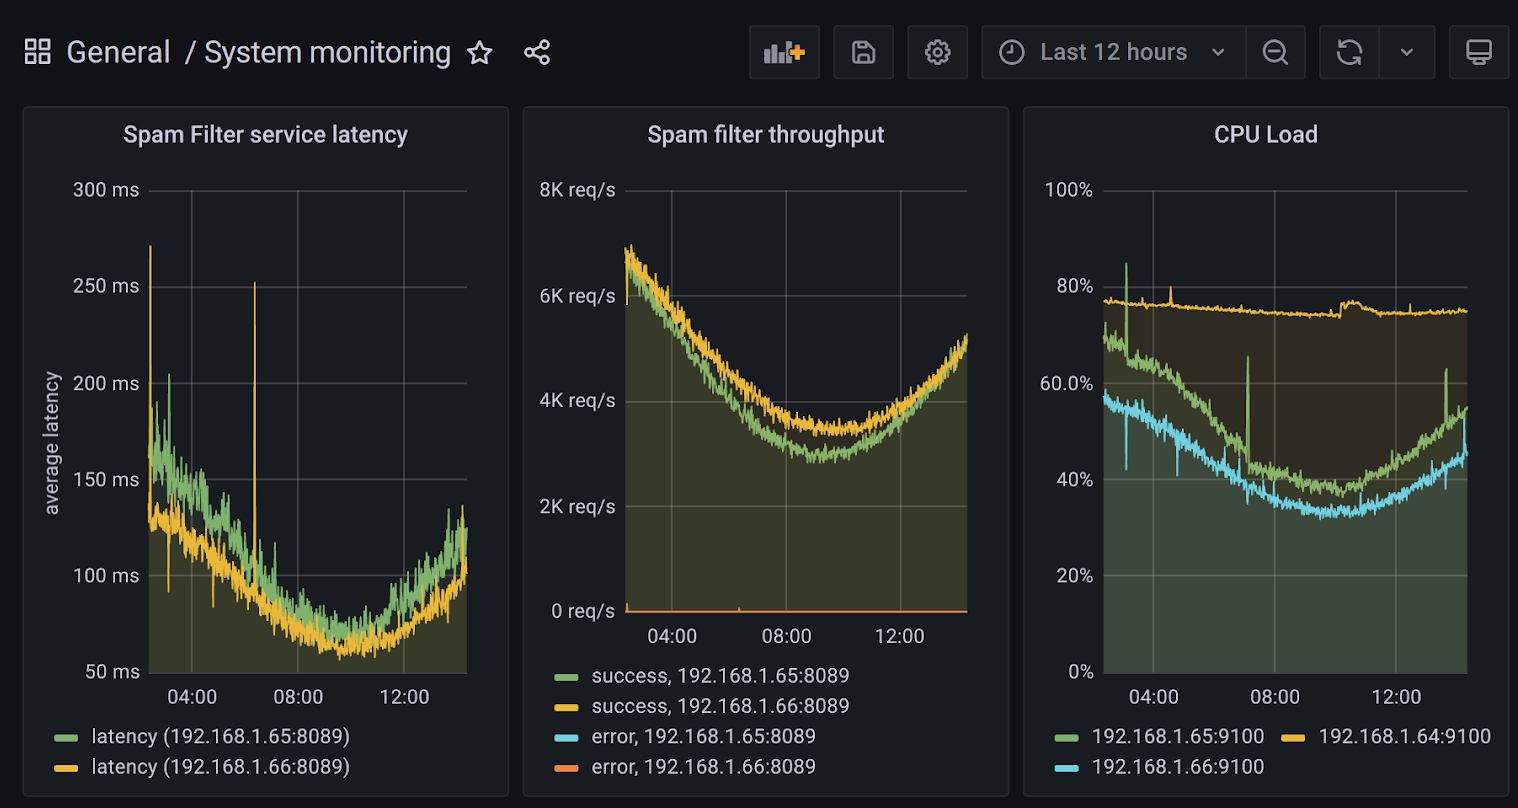 General / System monitoring
Last 12 hours
Spam Filter service latency
300 ms
250 ms
200 ms
150 ms
100 ms
50 ms
average latency
04:00 08:00 12:00
latency (192.168.1.65:8089)
latency (192.168.1.66:8089)
Spam filter throughput
8K req/s
6K req/s
4K req/s
2K req/s
0 req/s
04:00 08:00 12:00
success, 192.168.1.65:8089
success, 192.168.1.66:8089
error, 192.168.1.65:8089
error, 192.168.1.66:8089
CPU Load
100%
80%
60.0%
40%
20%
0%
04:00 08:00 12:00
192.168.1.65:9100 192.168.1.64:9100
192.168.1.66:9100